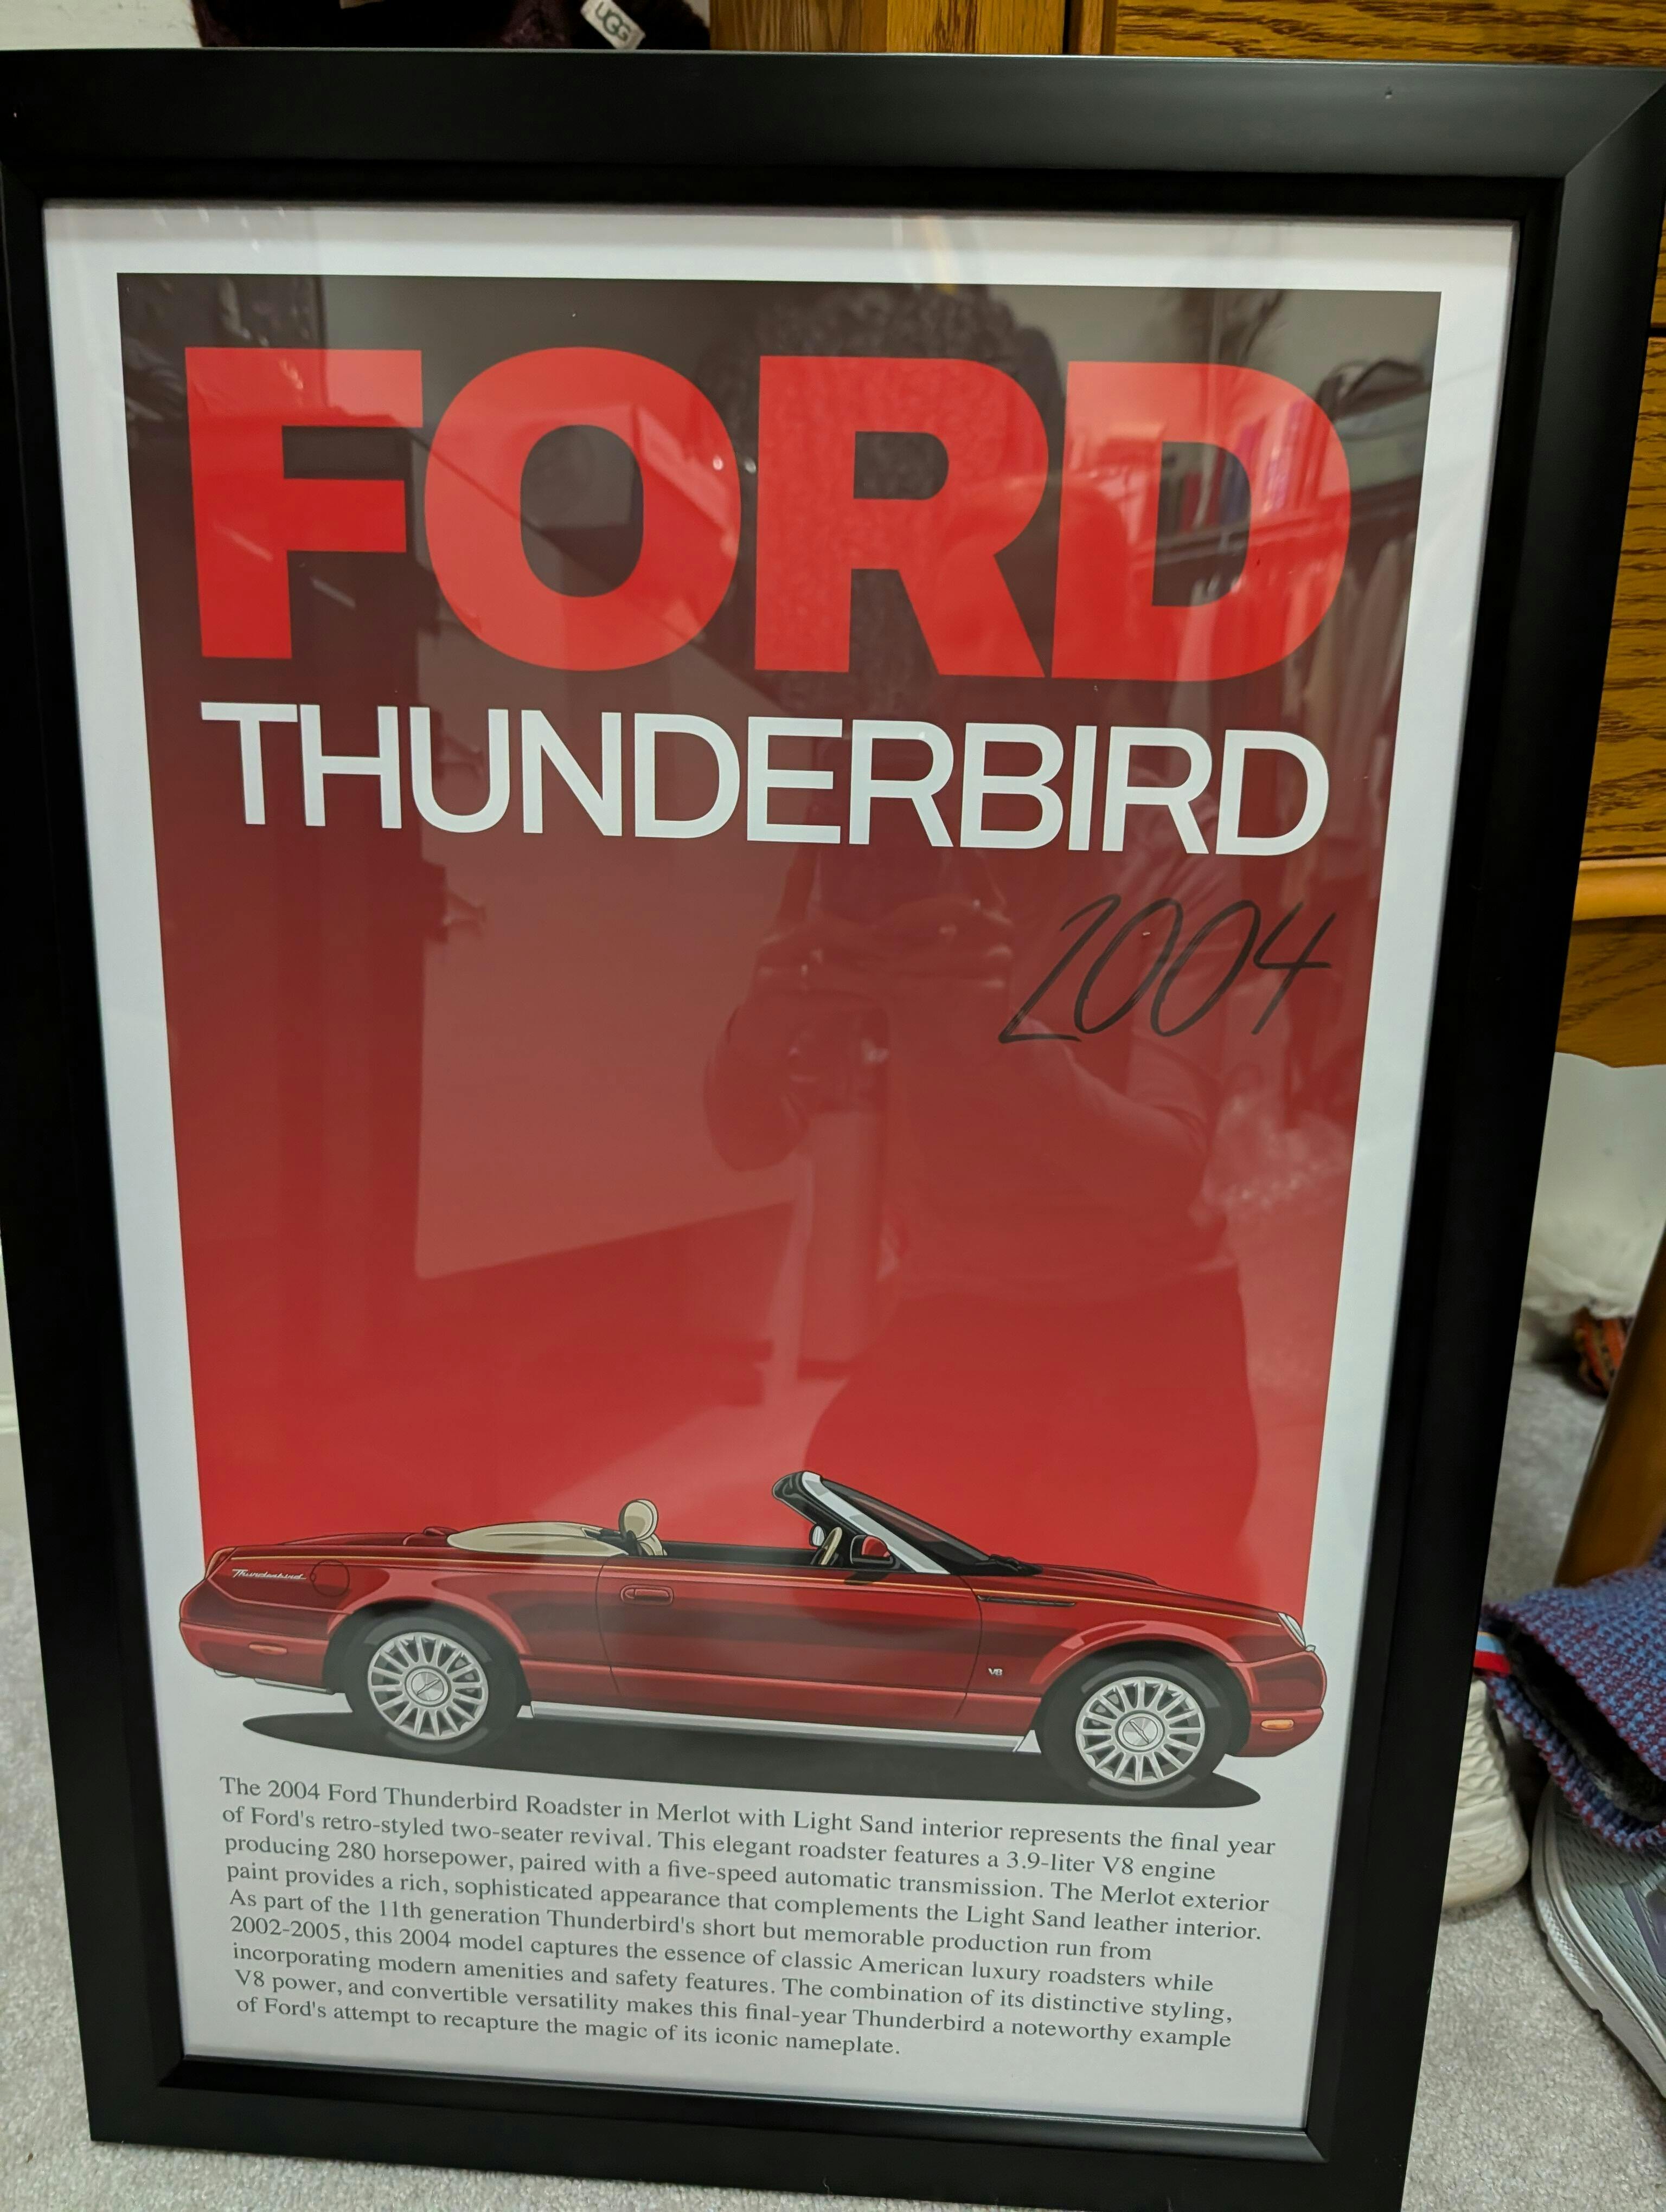 UGG
FORD
THUNDERBIRD
2004
Thunderbird
V8
The 2004 Ford Thunderbird Roadster in Merlot with Light Sand interior represents the final year
of Ford's retro-styled two-seater revival. This elegant roadster features a 3.9-liter V8 engine
producing 280 horsepower, paired with a five-speed automatic transmission. The Merlot exterior
paint provides a rich, sophisticated appearance that complements the Light Sand leather interior.
As part of the 11th generation Thunderbird's short but memorable production run from
2002-2005, this 2004 model captures the essence of classic American luxury roadsters while
incorporating modern amenities and safety features. The combination of its distinctive styling,
V8 power, and convertible versatility makes this final-year Thunderbird a noteworthy example
of Ford's attempt to recapture the magic of its iconic nameplate.